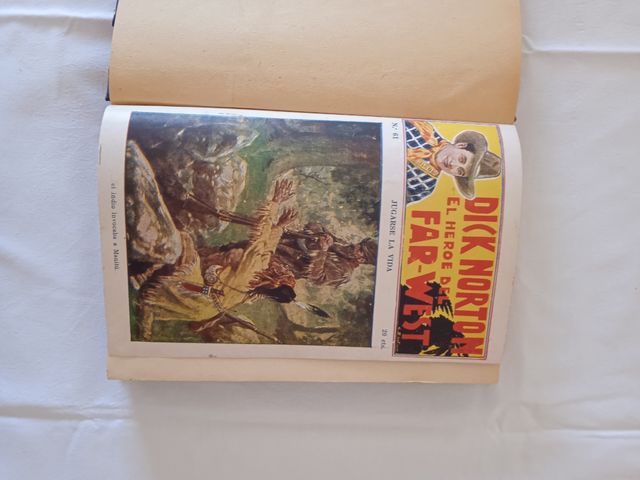 DICK NORTON
EL HEROE DEL
FAR-WEST
N.º 61
JUGARSE LA VIDA
20 cts.
el indio invocaba a Manitú.